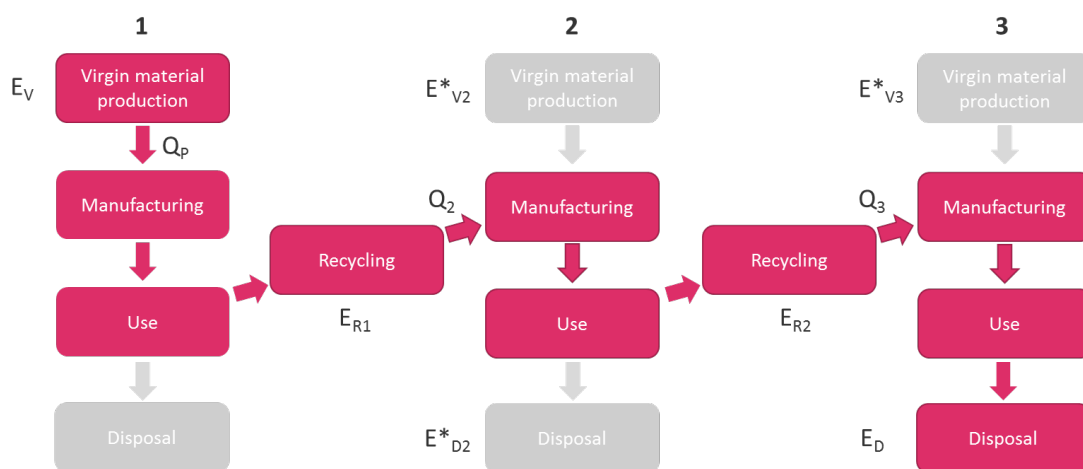 1
2
3
E_V
Virgin material
production
E*_V2
Virgin material
production
E*_V3
Virgin material
production
Q_P
Manufacturing
Q_2
Manufacturing
Q_3
Manufacturing
Recycling
Recycling
E_R1
E_R2
Use
Use
Use
Disposal
E*_D2
Disposal
E_D
Disposal